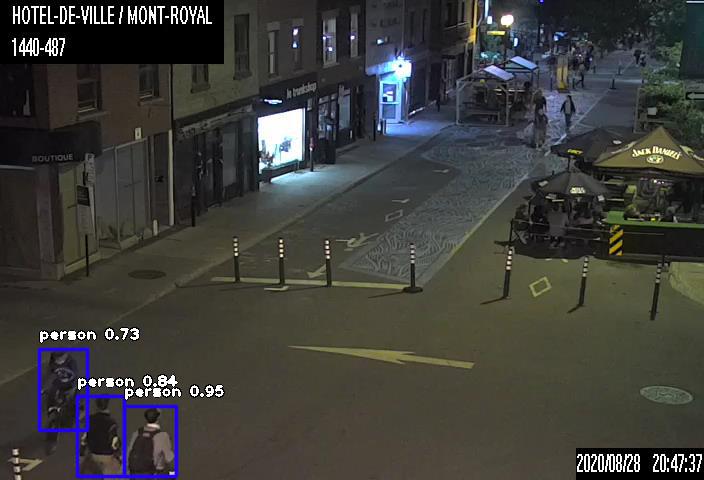 HOTEL-DE-VILLE / MONT-ROYAL
1440-487
BOUTIQUE
JACK DANIEL'S
person 0.73
person 0.84
person 0.95
2020/08/28 20:47:37